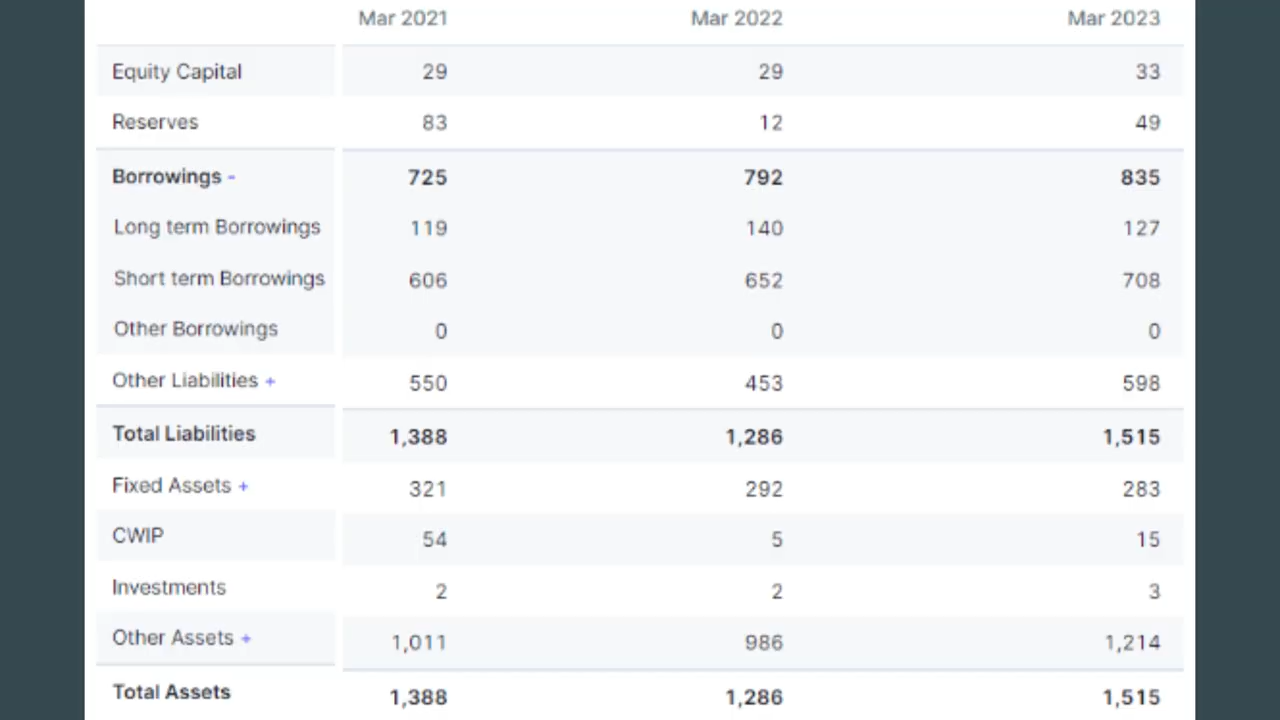 Mar 2021 Mar 2022 Mar 2023
Equity Capital 29 29 33
Reserves 83 12 49
Borrowings - 725 792 835
Long term Borrowings 119 140 127
Short term Borrowings 606 652 708
Other Borrowings 0 0 0
Other Liabilities + 550 453 598
Total Liabilities 1,388 1,286 1,515
Fixed Assets + 321 292 283
CWIP 54 5 15
Investments 2 2 3
Other Assets + 1,011 986 1,214
Total Assets 1,388 1,286 1,515